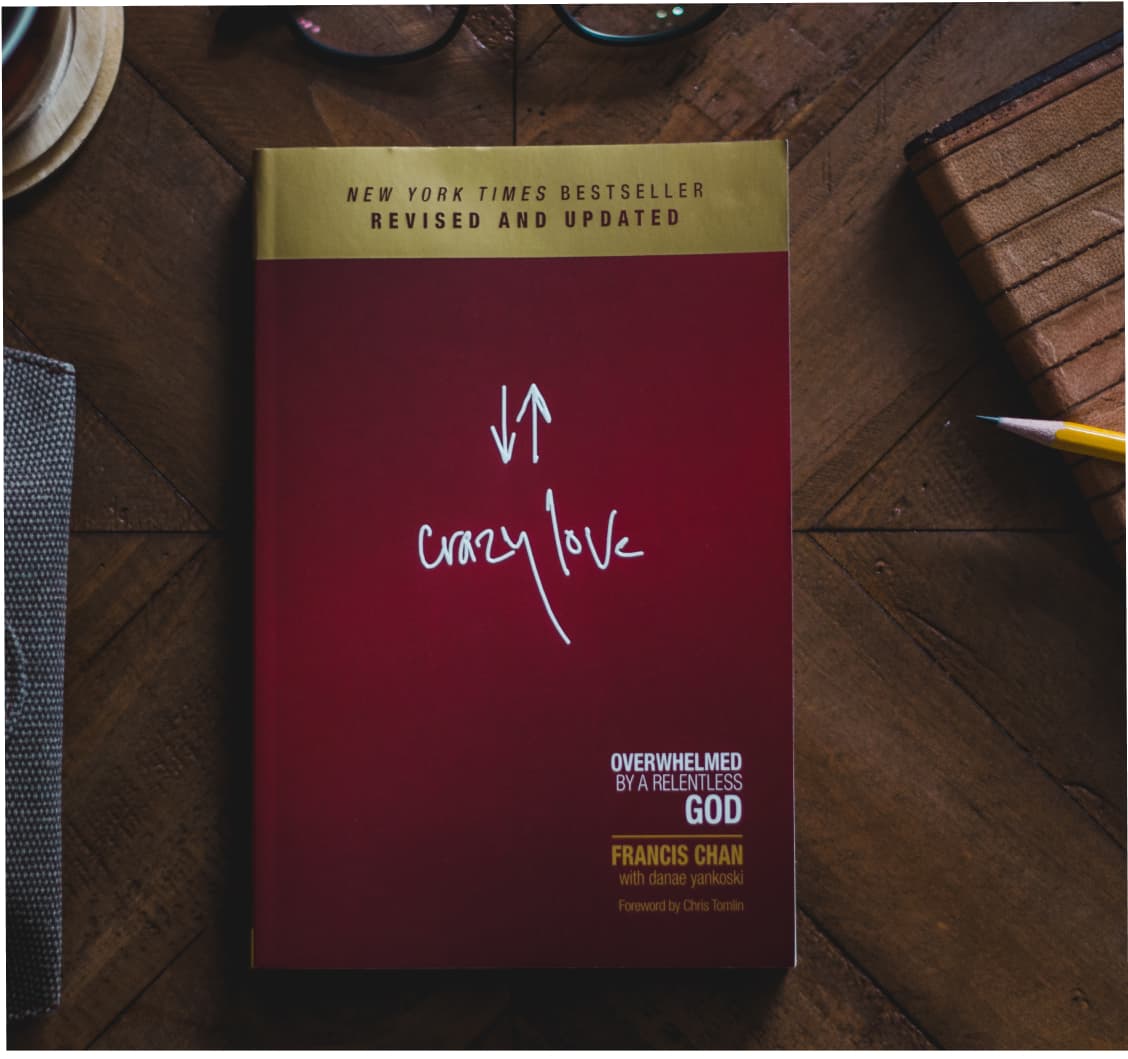 NEW YORK TIMES BESTSELLER
REVISED AND UPDATED
crazy love
OVERWHELMED
BY A RELENTLESS
GOD
FRANCIS CHAN
with danae yankoski
Foreword by Chris Tomlin